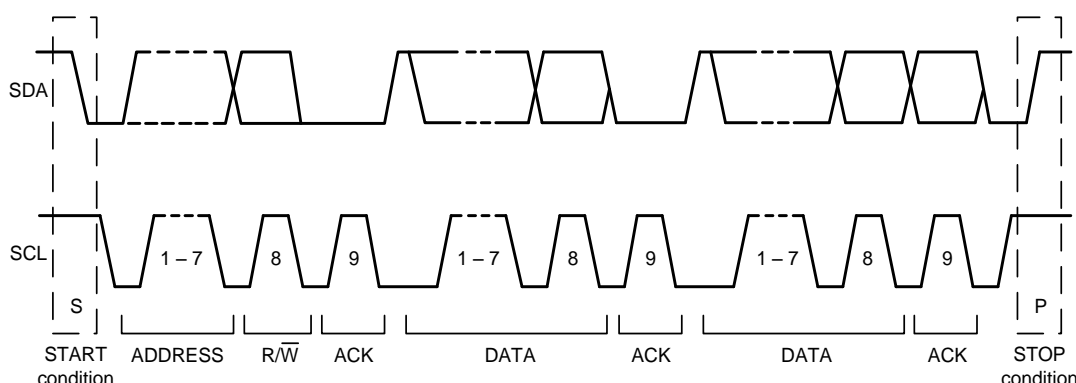 SDA
SCL
1 – 7
8
9
1 – 7
8
9
1 – 7
8
9
S
P
START
condition
ADDRESS
R/W̅
ACK
DATA
ACK
DATA
ACK
STOP
condition